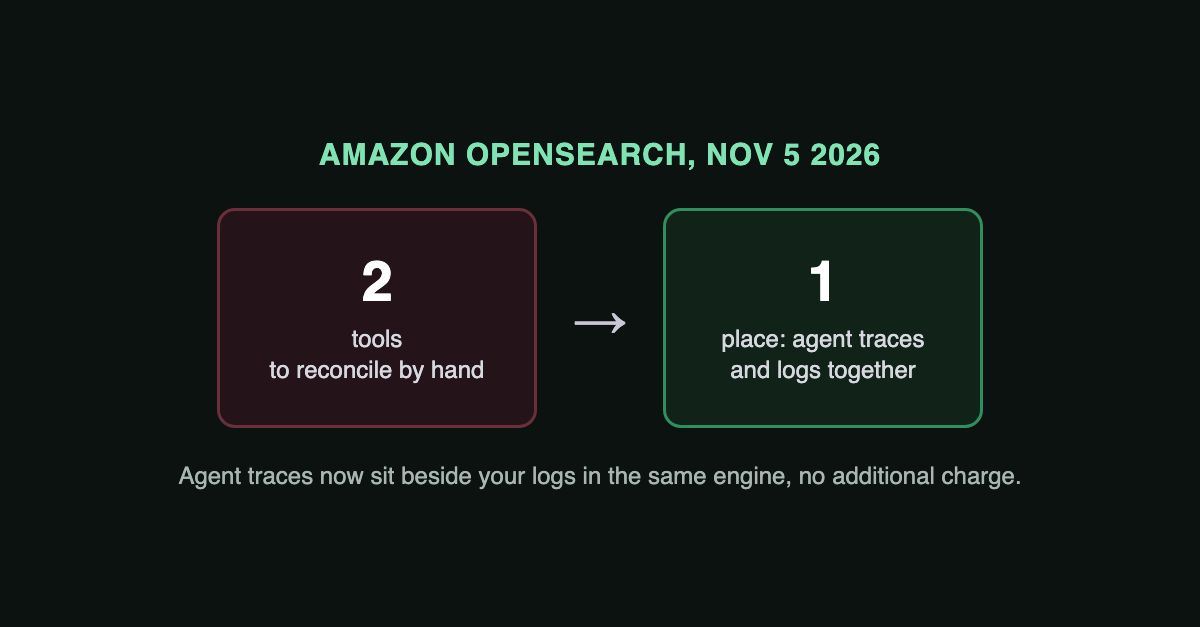 AMAZON OPENSEARCH, NOV 5 2026
2
tools
to reconcile by hand
→
1
place: agent traces
and logs together
Agent traces now sit beside your logs in the same engine, no additional charge.